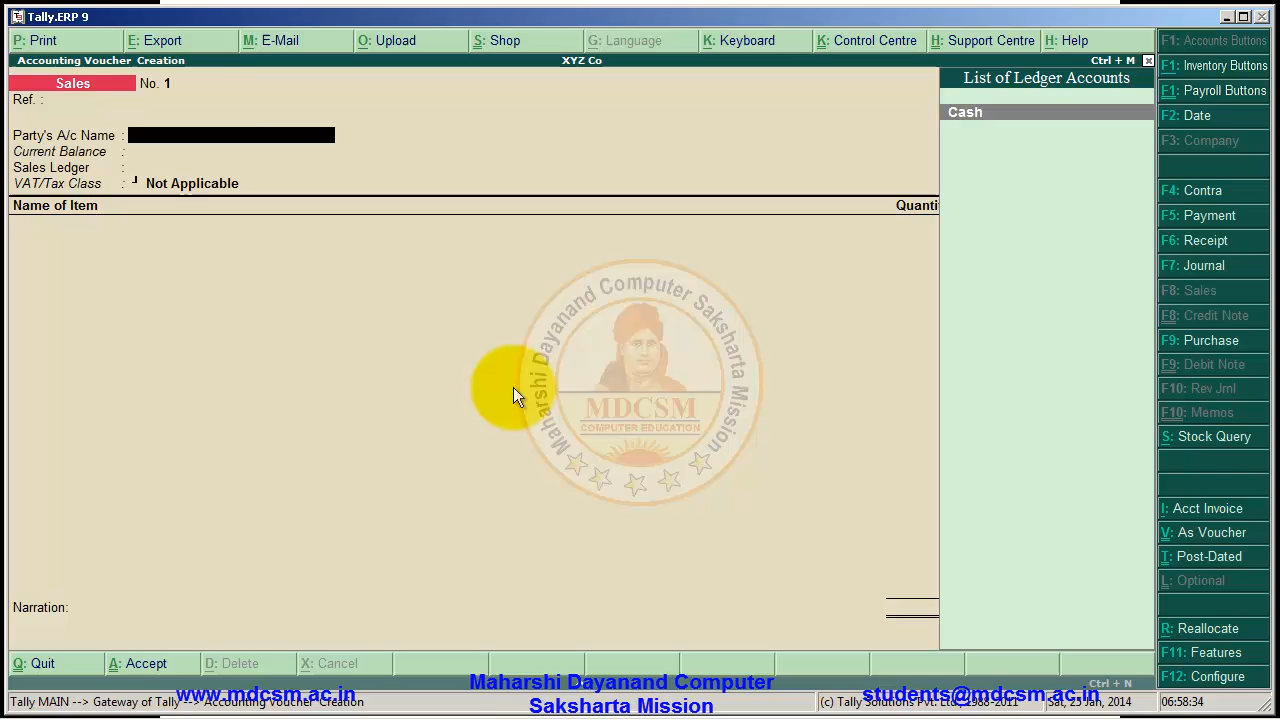 Tally.ERP 9
P: Print E: Export M: E-Mail O: Upload S: Shop G: Language K: Keyboard K: Control Centre H: Support Centre H: Help
Accounting Voucher Creation XYZ Co Ctrl + M
Sales No. 1
Ref. :
Party's A/c Name :
Current Balance :
Sales Ledger :
VAT/Tax Class : Not Applicable
Name of Item Quanti
List of Ledger Accounts
Cash
Maharshi Dayanand Computer Saksharta Mission
MDCSM
COMPUTER EDUCATION
Narration:
F1: Accounts Buttons
F1: Inventory Buttons
F1: Payroll Buttons
F2: Date
F3: Company
F4: Contra
F5: Payment
F6: Receipt
F7: Journal
F8: Sales
F8: Credit Note
F9: Purchase
F9: Debit Note
F10: Rev Jrnl
F10: Memos
S: Stock Query
I: Acct Invoice
V: As Voucher
T: Post-Dated
L: Optional
R: Reallocate
F11: Features
F12: Configure
Q: Quit A: Accept D: Delete X: Cancel
Ctrl + N
Tally MAIN --> Gateway of Tally --> Accounting Voucher Creation (c) Tally Solutions Pvt. Ltd., 1988-2011 Sat, 25 Jan, 2014 06:58:34
www.mdcsm.ac.in
Maharshi Dayanand Computer
Saksharta Mission
students@mdcsm.ac.in